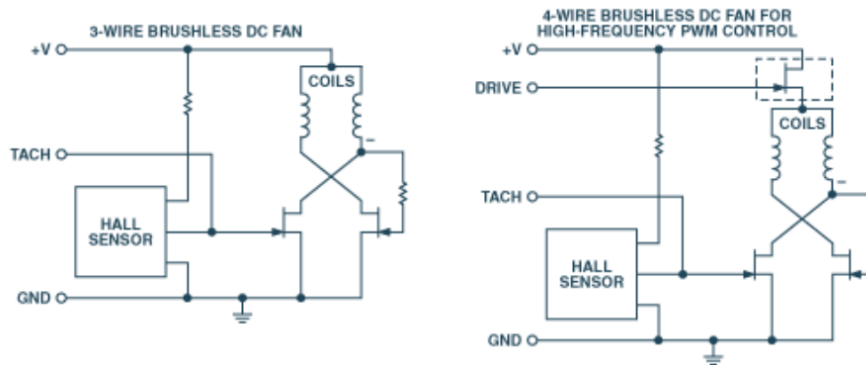 3-WIRE BRUSHLESS DC FAN
+V
COILS
–
TACH
HALL
SENSOR
GND
4-WIRE BRUSHLESS DC FAN FOR
HIGH-FREQUENCY PWM CONTROL
+V
DRIVE
COILS
–
TACH
HALL
SENSOR
GND